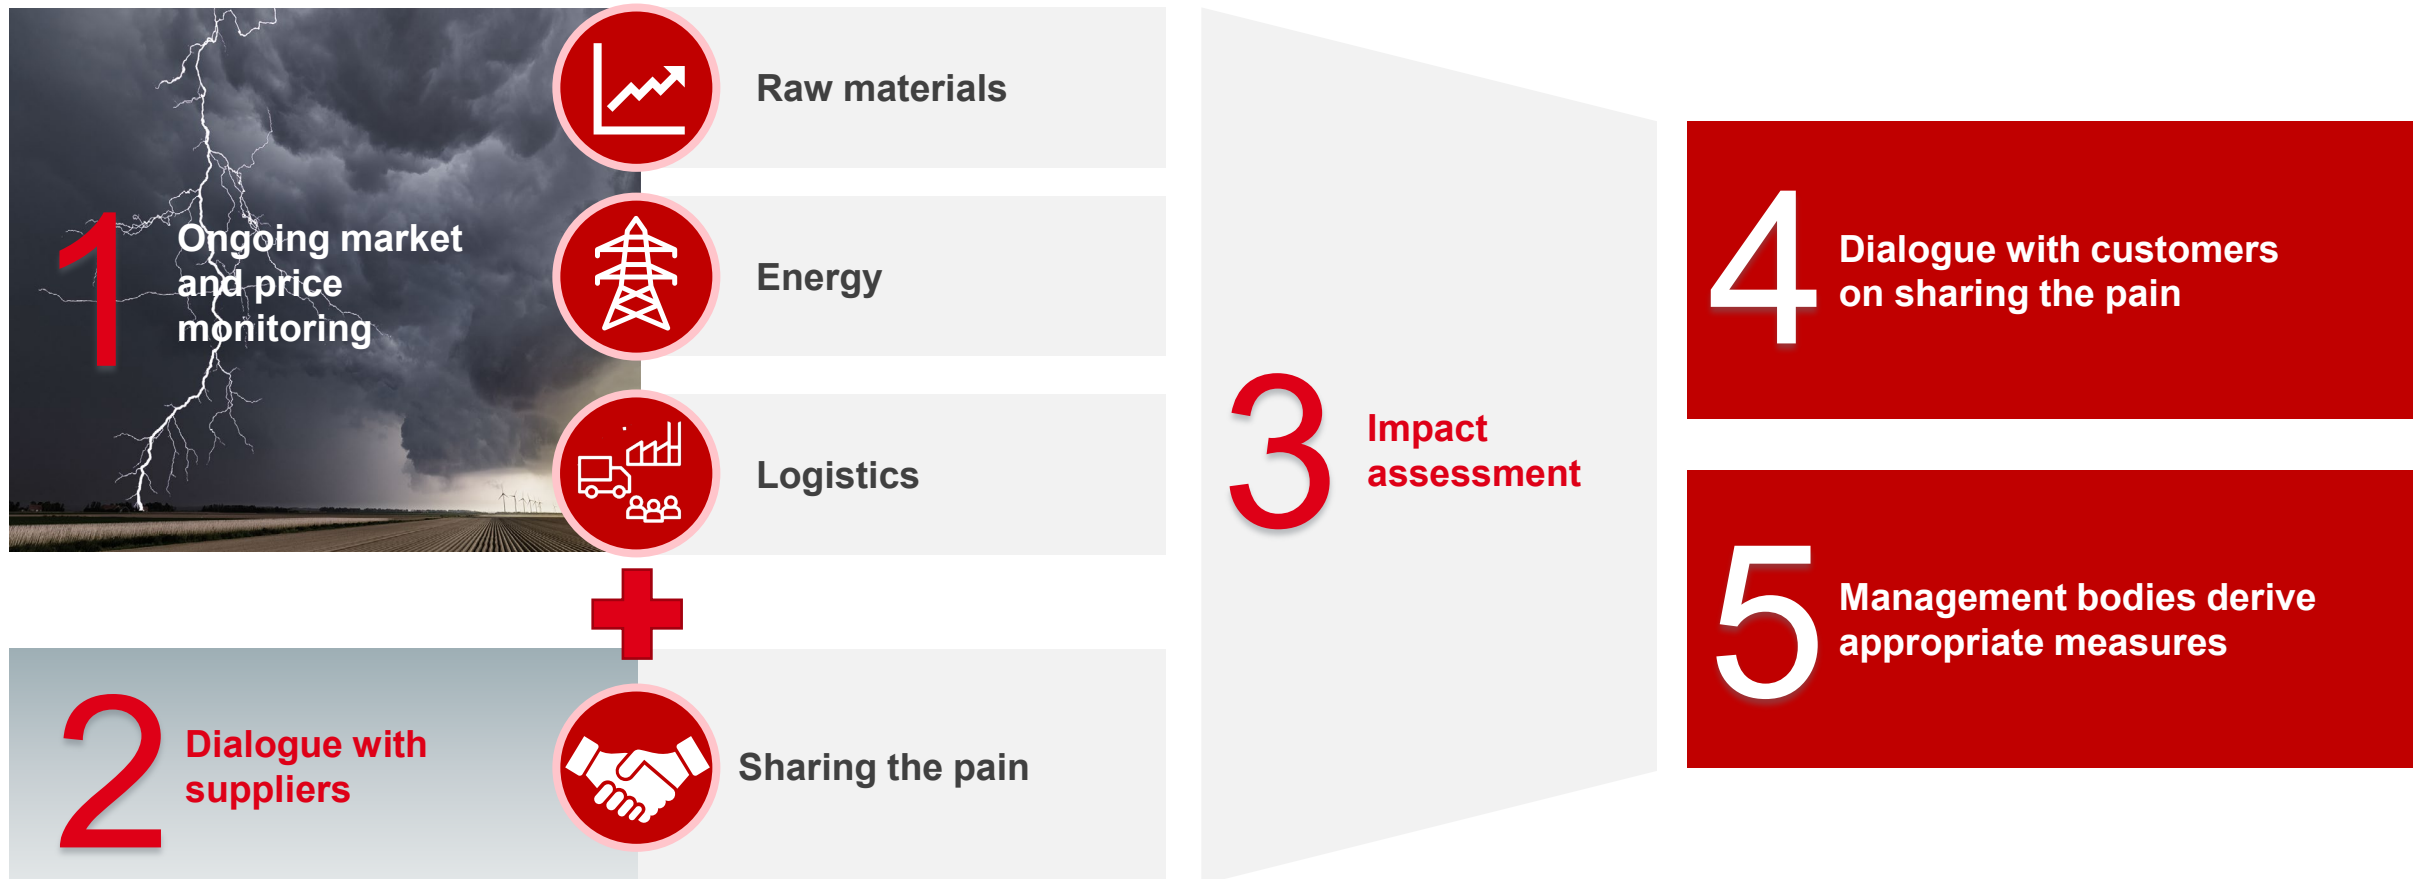 1
Ongoing market
and price
monitoring
Raw materials
Energy
Logistics
2
Dialogue with
suppliers
Sharing the pain
3
Impact
assessment
4
Dialogue with customers
on sharing the pain
5
Management bodies derive
appropriate measures